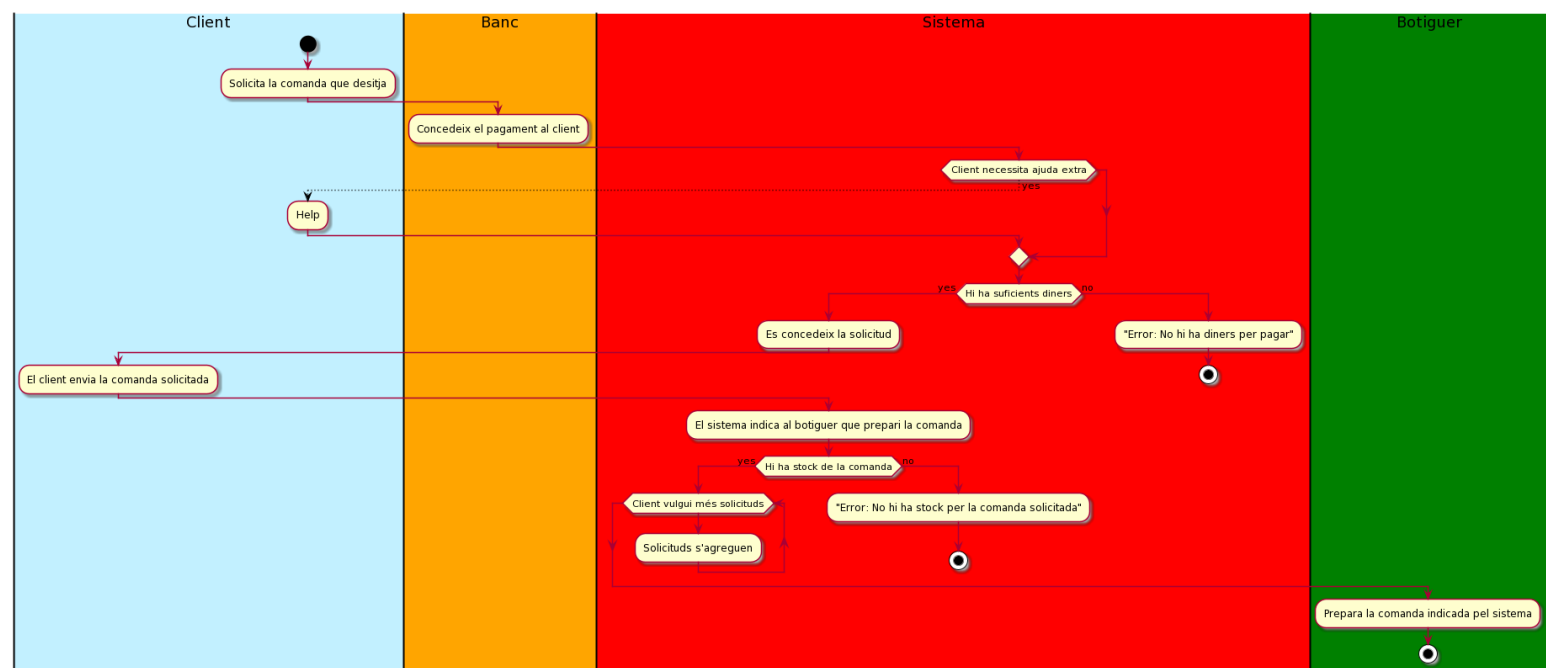 Client
Banc
Sistema
Botiguer
Solicita la comanda que desitja
Concedeix el pagament al client
Client necessita ajuda extra
yes
Help
yes
Hi ha suficients diners
no
Es concedeix la solicitud
"Error: No hi ha diners per pagar"
El client envia la comanda solicitada
El sistema indica al botiguer que prepari la comanda
yes
Hi ha stock de la comanda
no
Client vulgui més solicituds
"Error: No hi ha stock per la comanda solicitada"
Solicituds s'agreguen
Prepara la comanda indicada pel sistema